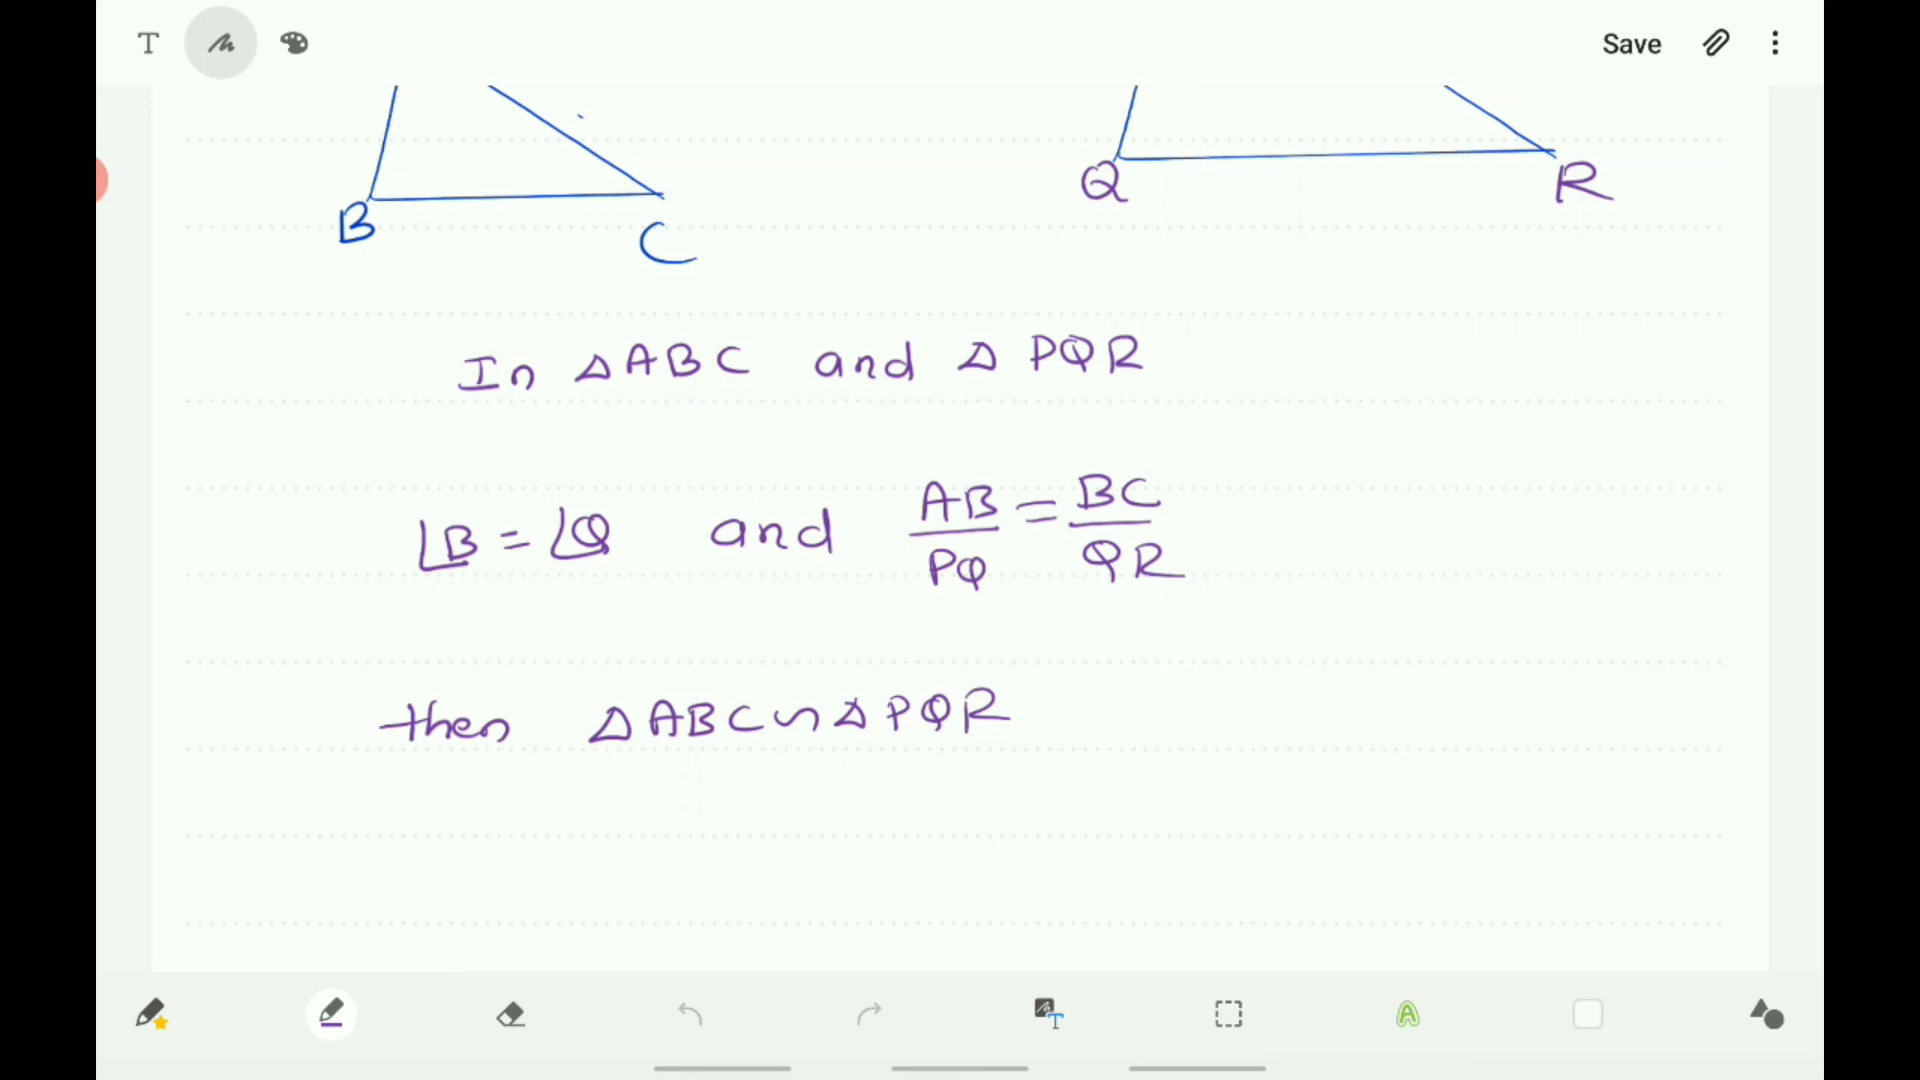 T Save
B C Q R
In △ABC and △ PQR
∠B = ∠Q and AB/PQ = BC/QR
then △ABC ~ △PQR